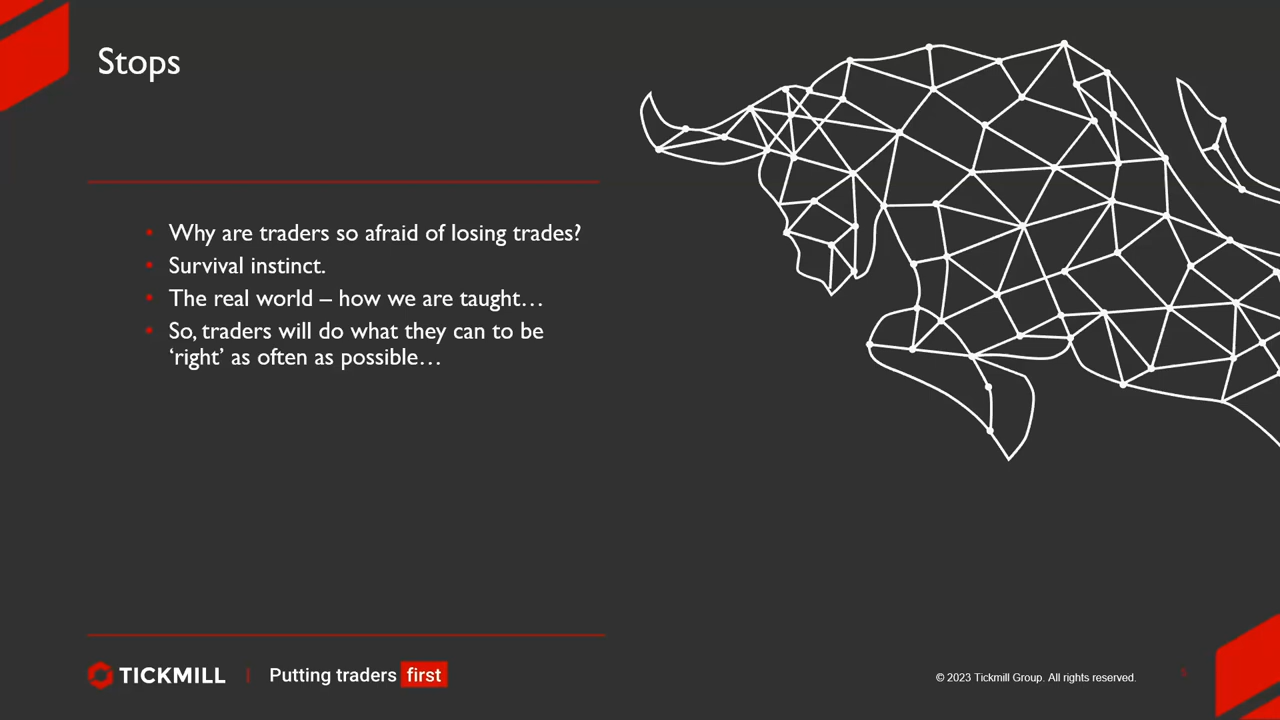 Stops
• Why are traders so afraid of losing trades?
• Survival instinct.
• The real world – how we are taught…
• So, traders will do what they can to be
‘right’ as often as possible…
TICKMILL | Putting traders first
© 2023 Tickmill Group. All rights reserved.